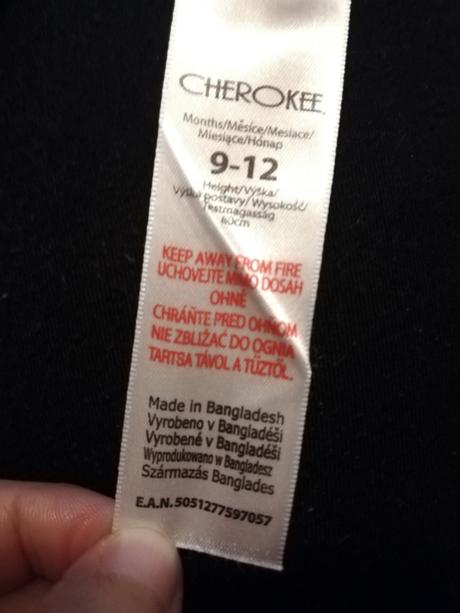 CHEROKEE
Months/Měsíce/Mesiace/
Miesiące/Hónap
9-12
Height/Výška/
Výška postavy/Wysokość/
Testmagasság
80cm
KEEP AWAY FROM FIRE
UCHOVEJTE MIMO DOSAH
OHNĚ
CHRÁŇTE PRED OHŇOM
NIE ZBLIŻAĆ DO OGNIA
TARTSA TÁVOL A TŰZTŐL.
Made in Bangladesh
Vyrobeno v Bangladéši
Vyrobené v Bangladéši
Wyprodukowano w Bangladesz
Származás Banglades
E.A.N. 5051277597057